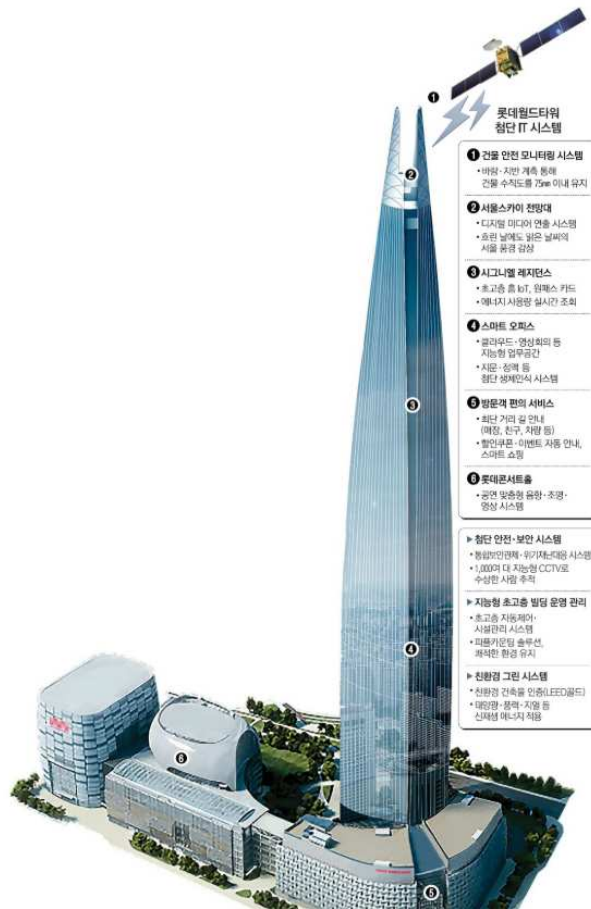 롯데월드타워
첨단 IT 시스템
❶ 건물 안전 모니터링 시스템
• 바람·지반 계측 통해
건물 수직도를 75㎜ 이내 유지
❷ 서울스카이 전망대
• 디지털 미디어 연출 시스템
• 흐린 날에도 맑은 날씨의
서울 풍경 감상
❸ 시그니엘 레지던스
• 초고층 홈 IoT, 원패스 카드
• 에너지 사용량 실시간 조회
❹ 스마트 오피스
• 클라우드·영상회의 등
지능형 업무공간
• 지문·정맥 등
첨단 생체인식 시스템
❺ 방문객 편의 서비스
• 최단 거리 길 안내
(매장, 친구, 차량 등)
• 할인쿠폰·이벤트 자동 안내,
스마트 쇼핑
❻ 롯데콘서트홀
• 공연 맞춤형 음향·조명·
영상 시스템
▶ 첨단 안전·보안 시스템
• 통합보안관제·위기재난대응 시스템
• 1,000여 대 지능형 CCTV로
수상한 사람 추적
▶ 지능형 초고층 빌딩 운영 관리
• 초고층 자동제어·
시설관리 시스템
• 피플카운팅 솔루션,
쾌적한 환경 유지
▶ 친환경 그린 시스템
• 친환경 건축물 인증(LEED골드)
• 태양광·풍력·지열 등
신재생 에너지 적용
❶
❷
❸
❹
❻
❺